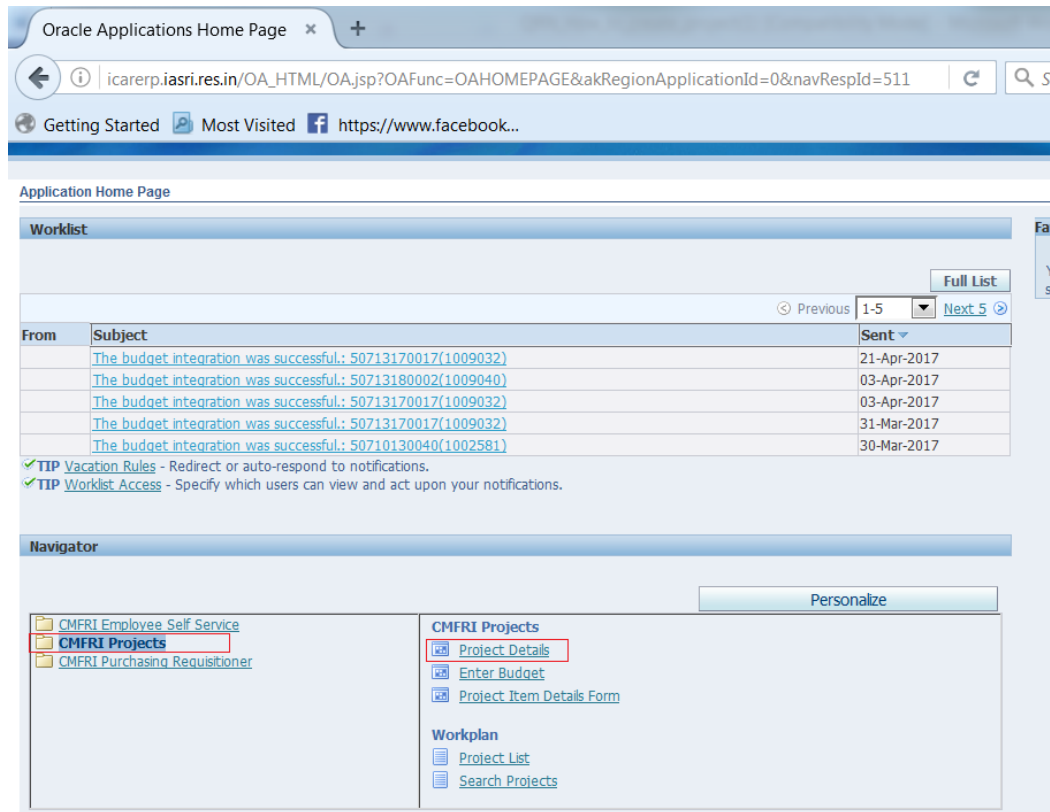 Oracle Applications Home Page × +
icarerp.iasri.res.in/OA_HTML/OA.jsp?OAFunc=OAHOMEPAGE&akRegionApplicationId=0&navRespId=511
Getting Started Most Visited https://www.facebook...
Application Home Page
Worklist
Full List
Previous 1-5 Next 5
From Subject Sent
The budget integration was successful.: 50713170017(1009032) 21-Apr-2017
The budget integration was successful.: 50713180002(1009040) 03-Apr-2017
The budget integration was successful.: 50713170017(1009032) 03-Apr-2017
The budget integration was successful.: 50713170017(1009032) 31-Mar-2017
The budget integration was successful.: 50710130040(1002581) 30-Mar-2017
TIP Vacation Rules - Redirect or auto-respond to notifications.
TIP Worklist Access - Specify which users can view and act upon your notifications.
Navigator
Personalize
CMFRI Employee Self Service
CMFRI Projects
CMFRI Purchasing Requisitioner
CMFRI Projects
Project Details
Enter Budget
Project Item Details Form
Workplan
Project List
Search Projects